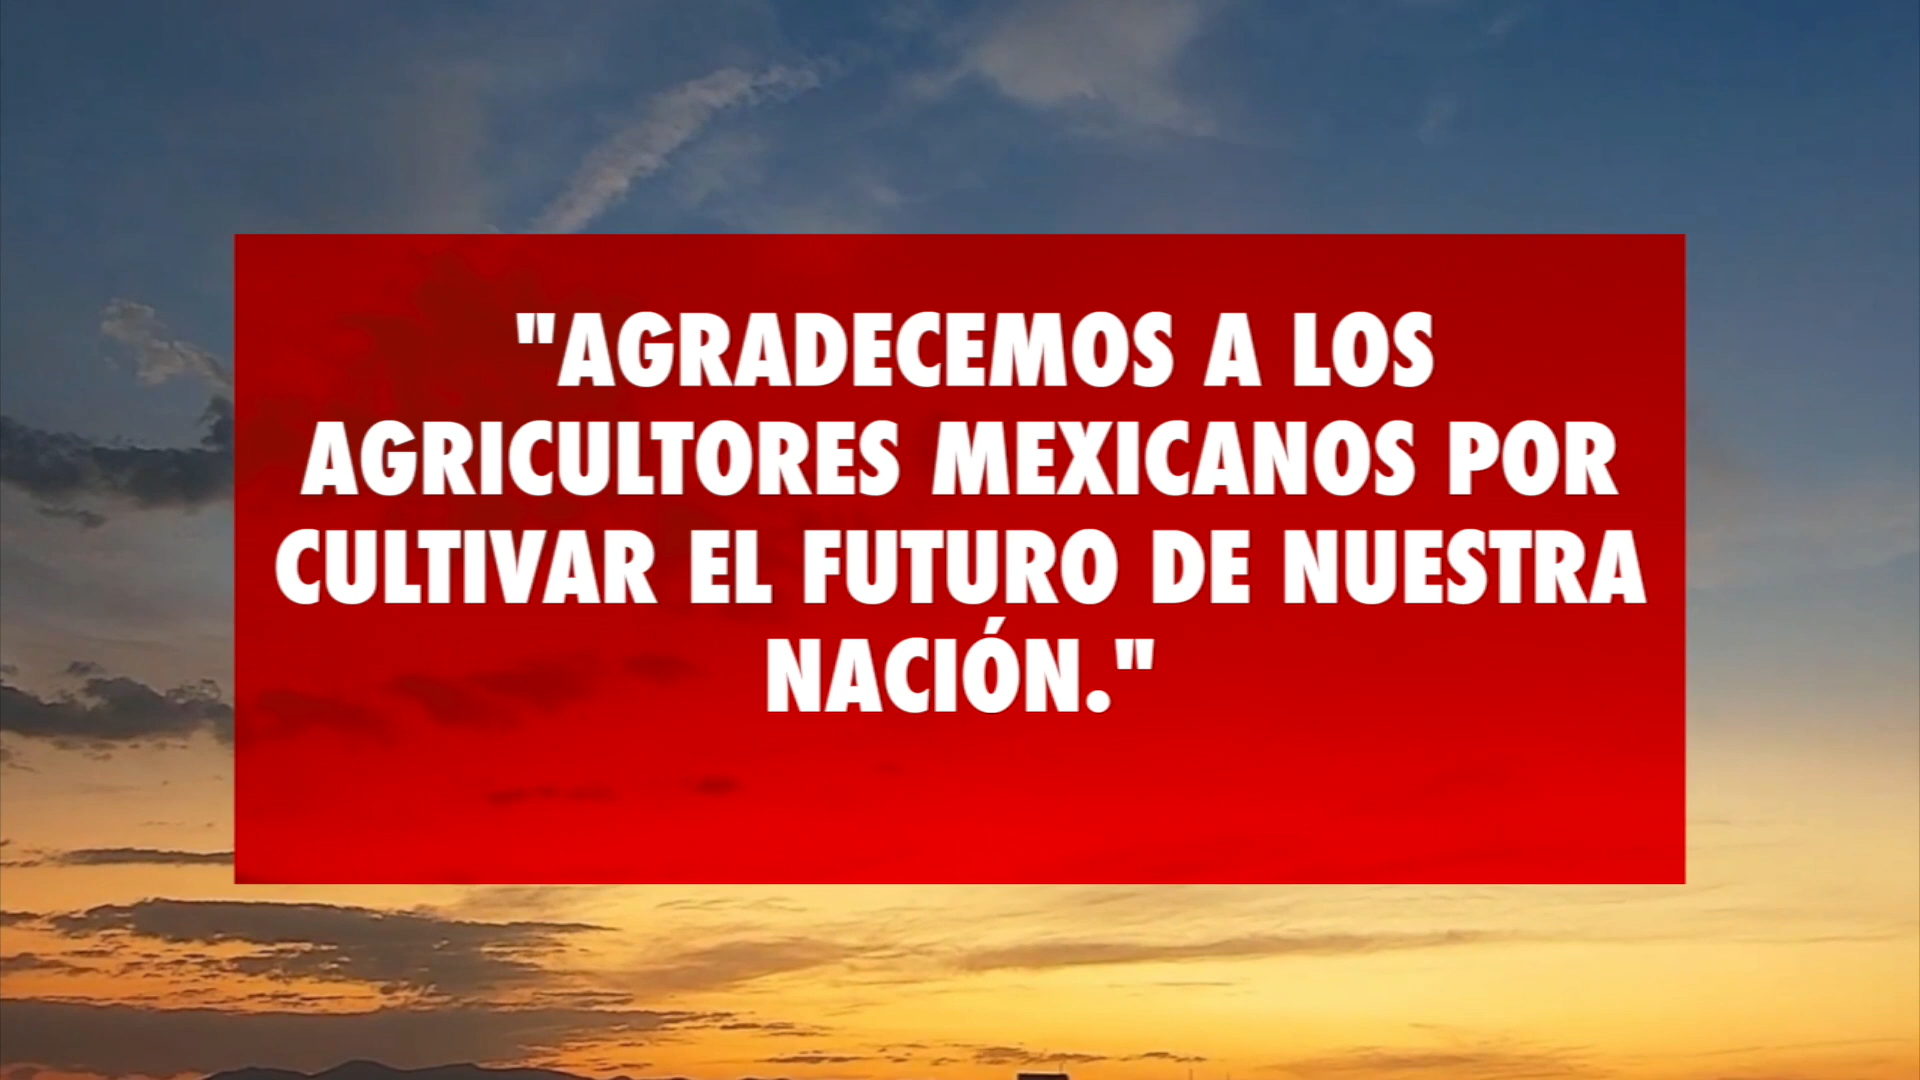 "AGRADECEMOS A LOS
AGRICULTORES MEXICANOS POR
CULTIVAR EL FUTURO DE NUESTRA
NACIÓN."